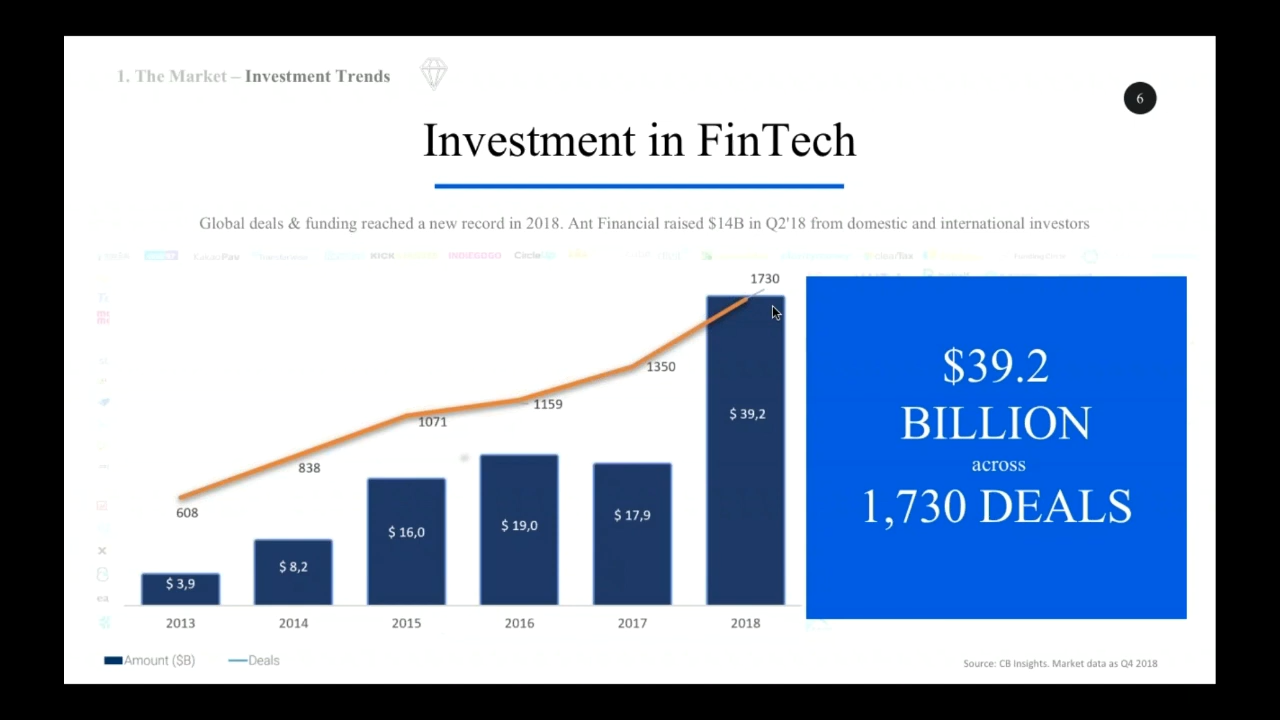 1. The Market – Investment Trends
6
Investment in FinTech
Global deals & funding reached a new record in 2018. Ant Financial raised $14B in Q2'18 from domestic and international investors
KICK
INDIEGOGO
1730
1350
1159
1071
838
608
$ 39,2
$ 19,0
$ 17,9
$ 16,0
$ 8,2
$ 3,9
2013 2014 2015 2016 2017 2018
Amount ($B) Deals
$39.2
BILLION
across
1,730 DEALS
Source: CB Insights. Market data as Q4 2018